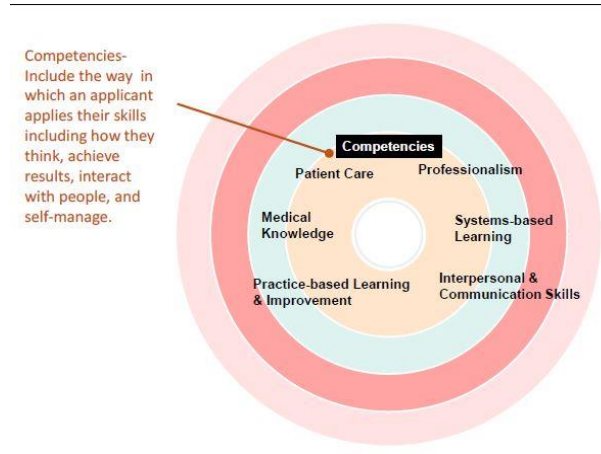 Competencies-
Include the way in
which an applicant
applies their skills
including how they
think, achieve
results, interact
with people, and
self-manage.
Competencies
Patient Care
Professionalism
Medical
Knowledge
Systems-based
Learning
Practice-based Learning
& Improvement
Interpersonal &
Communication Skills